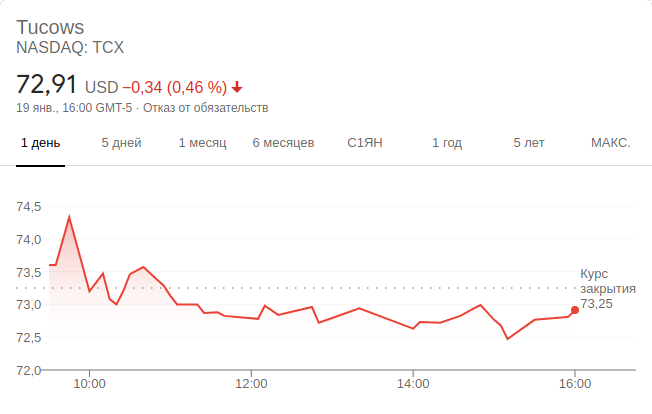 Tucows
NASDAQ: TCX
72,91 USD −0,34 (0,46 %)
19 янв., 16:00 GMT-5 · Отказ от обязательств
1 день 5 дней 1 месяц 6 месяцев С1ЯН 1 год 5 лет МАКС.
74,5
74,0
73,5
73,0
72,5
72,0
Курс
закрытия
73,25
10:00 12:00 14:00 16:00